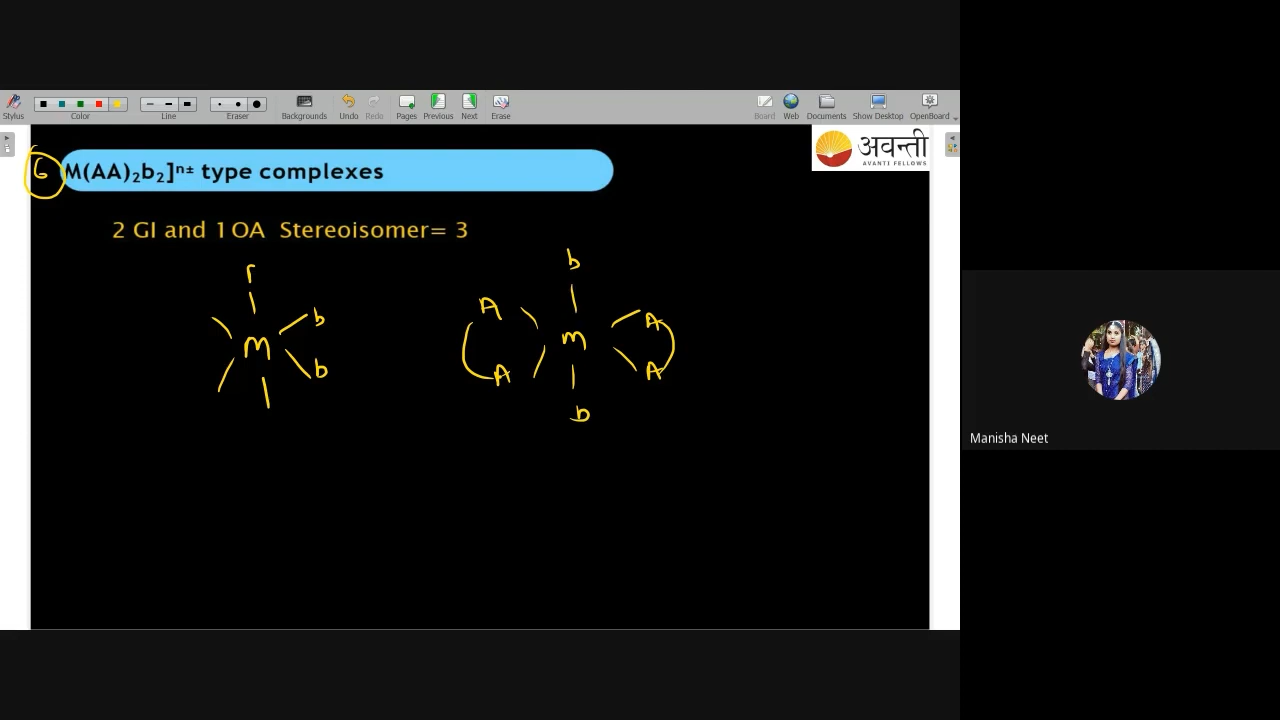 Stylus
Color
Line
Eraser
Backgrounds
Undo
Redo
Pages
Previous
Next
Erase
Board
Web
Documents
Show Desktop
OpenBoard
अवन्ती
AVANTI FELLOWS
6 M(AA)₂b₂]ⁿ± type complexes
2 GI and 1 OA Stereoisomer= 3
M
b
b
b
A
A
m
A
A
b
Manisha Neet